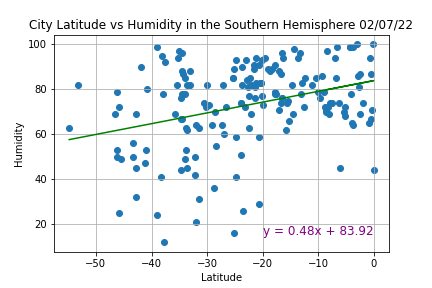 City Latitude vs Humidity in the Southern Hemisphere 02/07/22
100
80
60
40
20
Humidity
y = 0.48x + 83.92
−50 −40 −30 −20 −10 0
Latitude